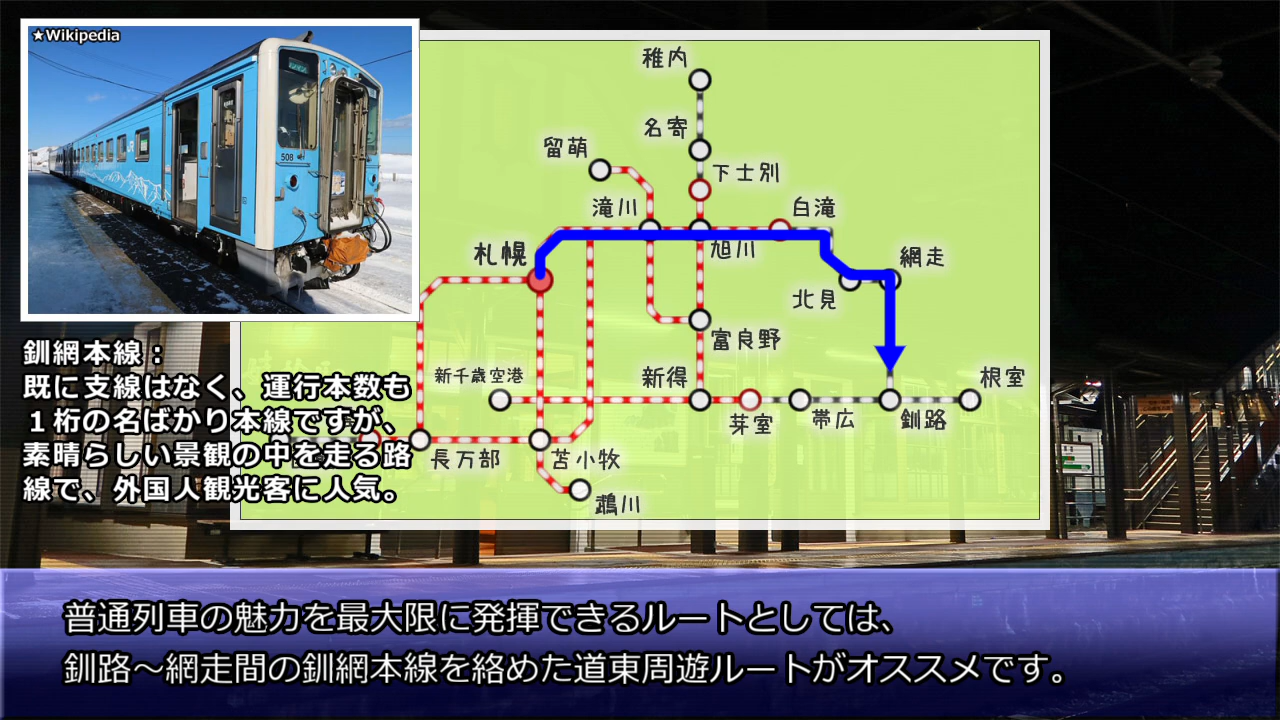 ★Wikipedia
508
稚内
名寄
留萌
下士別
滝川
白滝
旭川
札幌
網走
北見
富良野
新千歳空港
新得
根室
芽室
帯広
釧路
長万部
苫小牧
鵡川
釧網本線：
既に支線はなく、運行本数も
１桁の名ばかり本線ですが、
素晴らしい景観の中を走る路
線で、外国人観光客に人気。
普通列車の魅力を最大限に発揮できるルートとしては、
釧路～網走間の釧網本線を絡めた道東周遊ルートがオススメです。